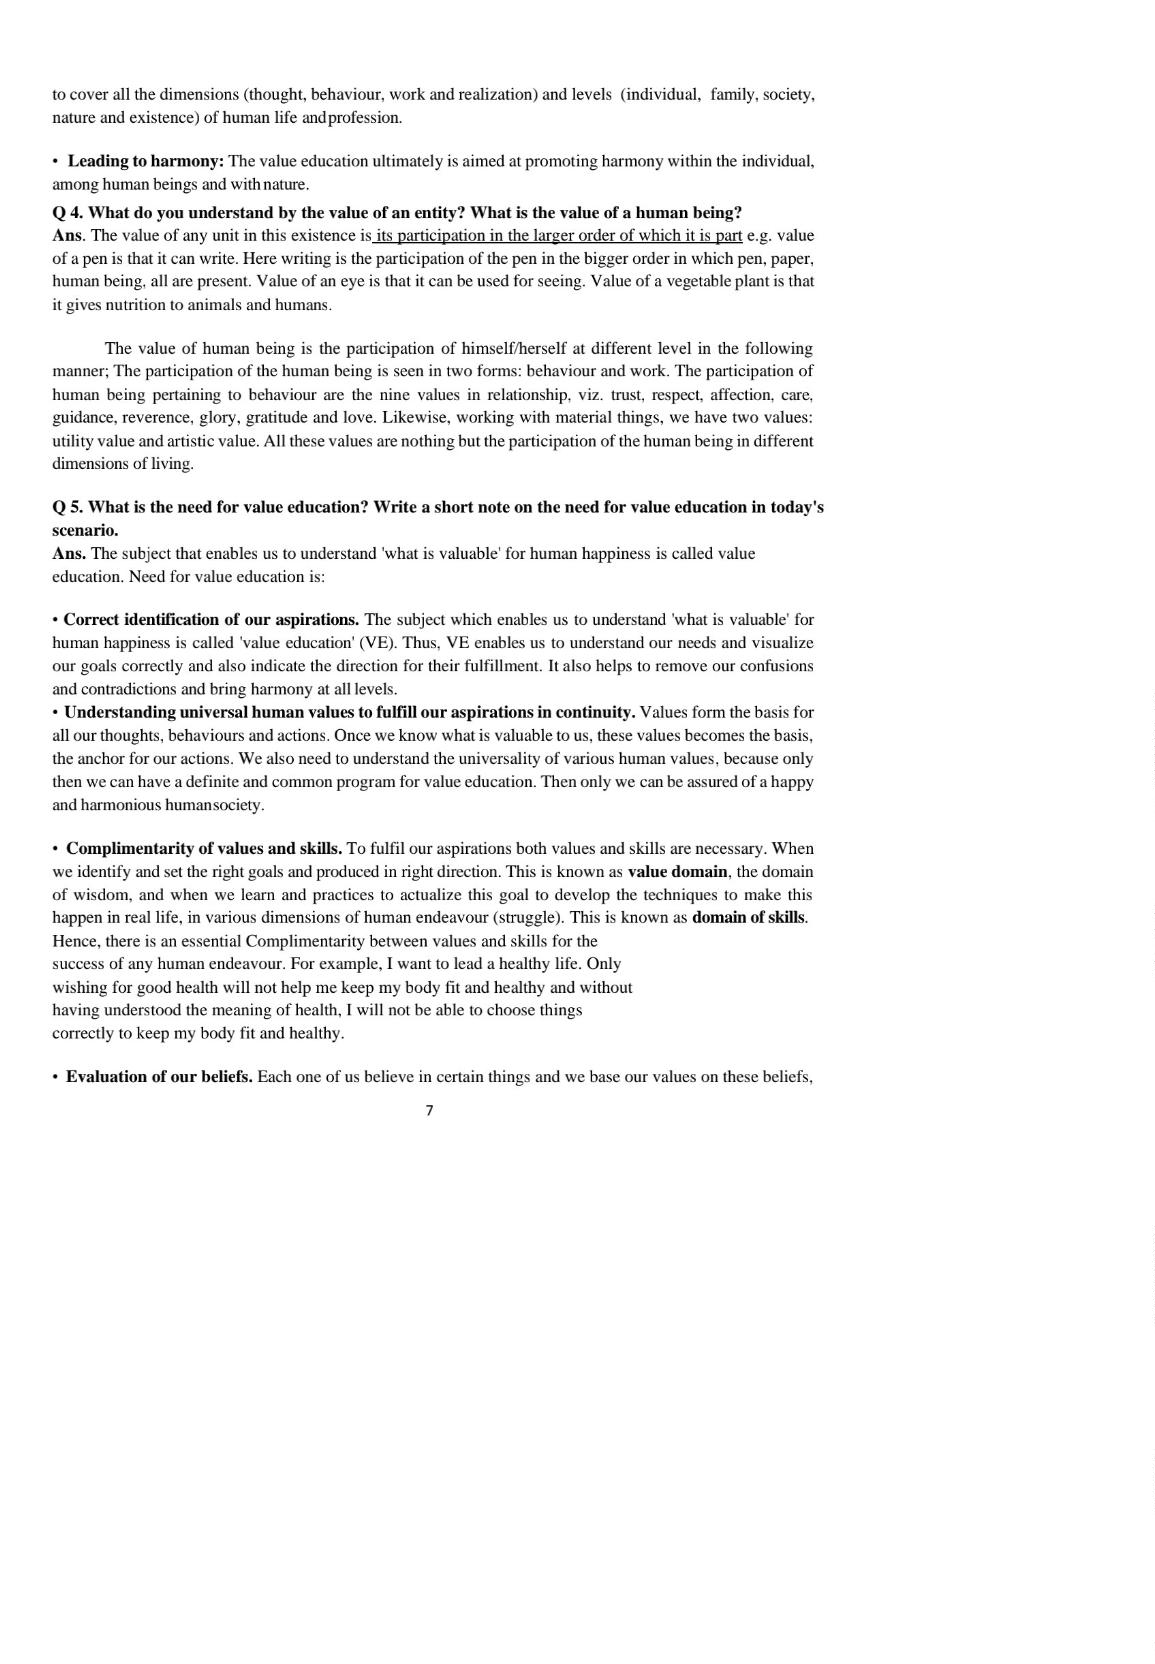 to cover all the dimensions (thought, behaviour, work and realization) and levels (individual, family, society,
nature and existence) of human life andprofession.
• Leading to harmony: The value education ultimately is aimed at promoting harmony within the individual,
among human beings and with nature.
Q 4. What do you understand by the value of an entity? What is the value of a human being?
Ans. The value of any unit in this existence is its participation in the larger order of which it is part e.g. value
of a pen is that it can write. Here writing is the participation of the pen in the bigger order in which pen, paper,
human being, all are present. Value of an eye is that it can be used for seeing. Value of a vegetable plant is that
it gives nutrition to animals and humans.
The value of human being is the participation of himself/herself at different level in the following
manner; The participation of the human being is seen in two forms: behaviour and work. The participation of
human being pertaining to behaviour are the nine values in relationship, viz. trust, respect, affection, care,
guidance, reverence, glory, gratitude and love. Likewise, working with material things, we have two values:
utility value and artistic value. All these values are nothing but the participation of the human being in different
dimensions of living.
Q 5. What is the need for value education? Write a short note on the need for value education in today's
scenario.
Ans. The subject that enables us to understand 'what is valuable' for human happiness is called value
education. Need for value education is:
• Correct identification of our aspirations. The subject which enables us to understand 'what is valuable' for
human happiness is called 'value education' (VE). Thus, VE enables us to understand our needs and visualize
our goals correctly and also indicate the direction for their fulfillment. It also helps to remove our confusions
and contradictions and bring harmony at all levels.
• Understanding universal human values to fulfill our aspirations in continuity. Values form the basis for
all our thoughts, behaviours and actions. Once we know what is valuable to us, these values becomes the basis,
the anchor for our actions. We also need to understand the universality of various human values, because only
then we can have a definite and common program for value education. Then only we can be assured of a happy
and harmonious humansociety.
• Complimentarity of values and skills. To fulfil our aspirations both values and skills are necessary. When
we identify and set the right goals and produced in right direction. This is known as value domain, the domain
of wisdom, and when we learn and practices to actualize this goal to develop the techniques to make this
happen in real life, in various dimensions of human endeavour (struggle). This is known as domain of skills.
Hence, there is an essential Complimentarity between values and skills for the
success of any human endeavour. For example, I want to lead a healthy life. Only
wishing for good health will not help me keep my body fit and healthy and without
having understood the meaning of health, I will not be able to choose things
correctly to keep my body fit and healthy.
• Evaluation of our beliefs. Each one of us believe in certain things and we base our values on these beliefs,
7